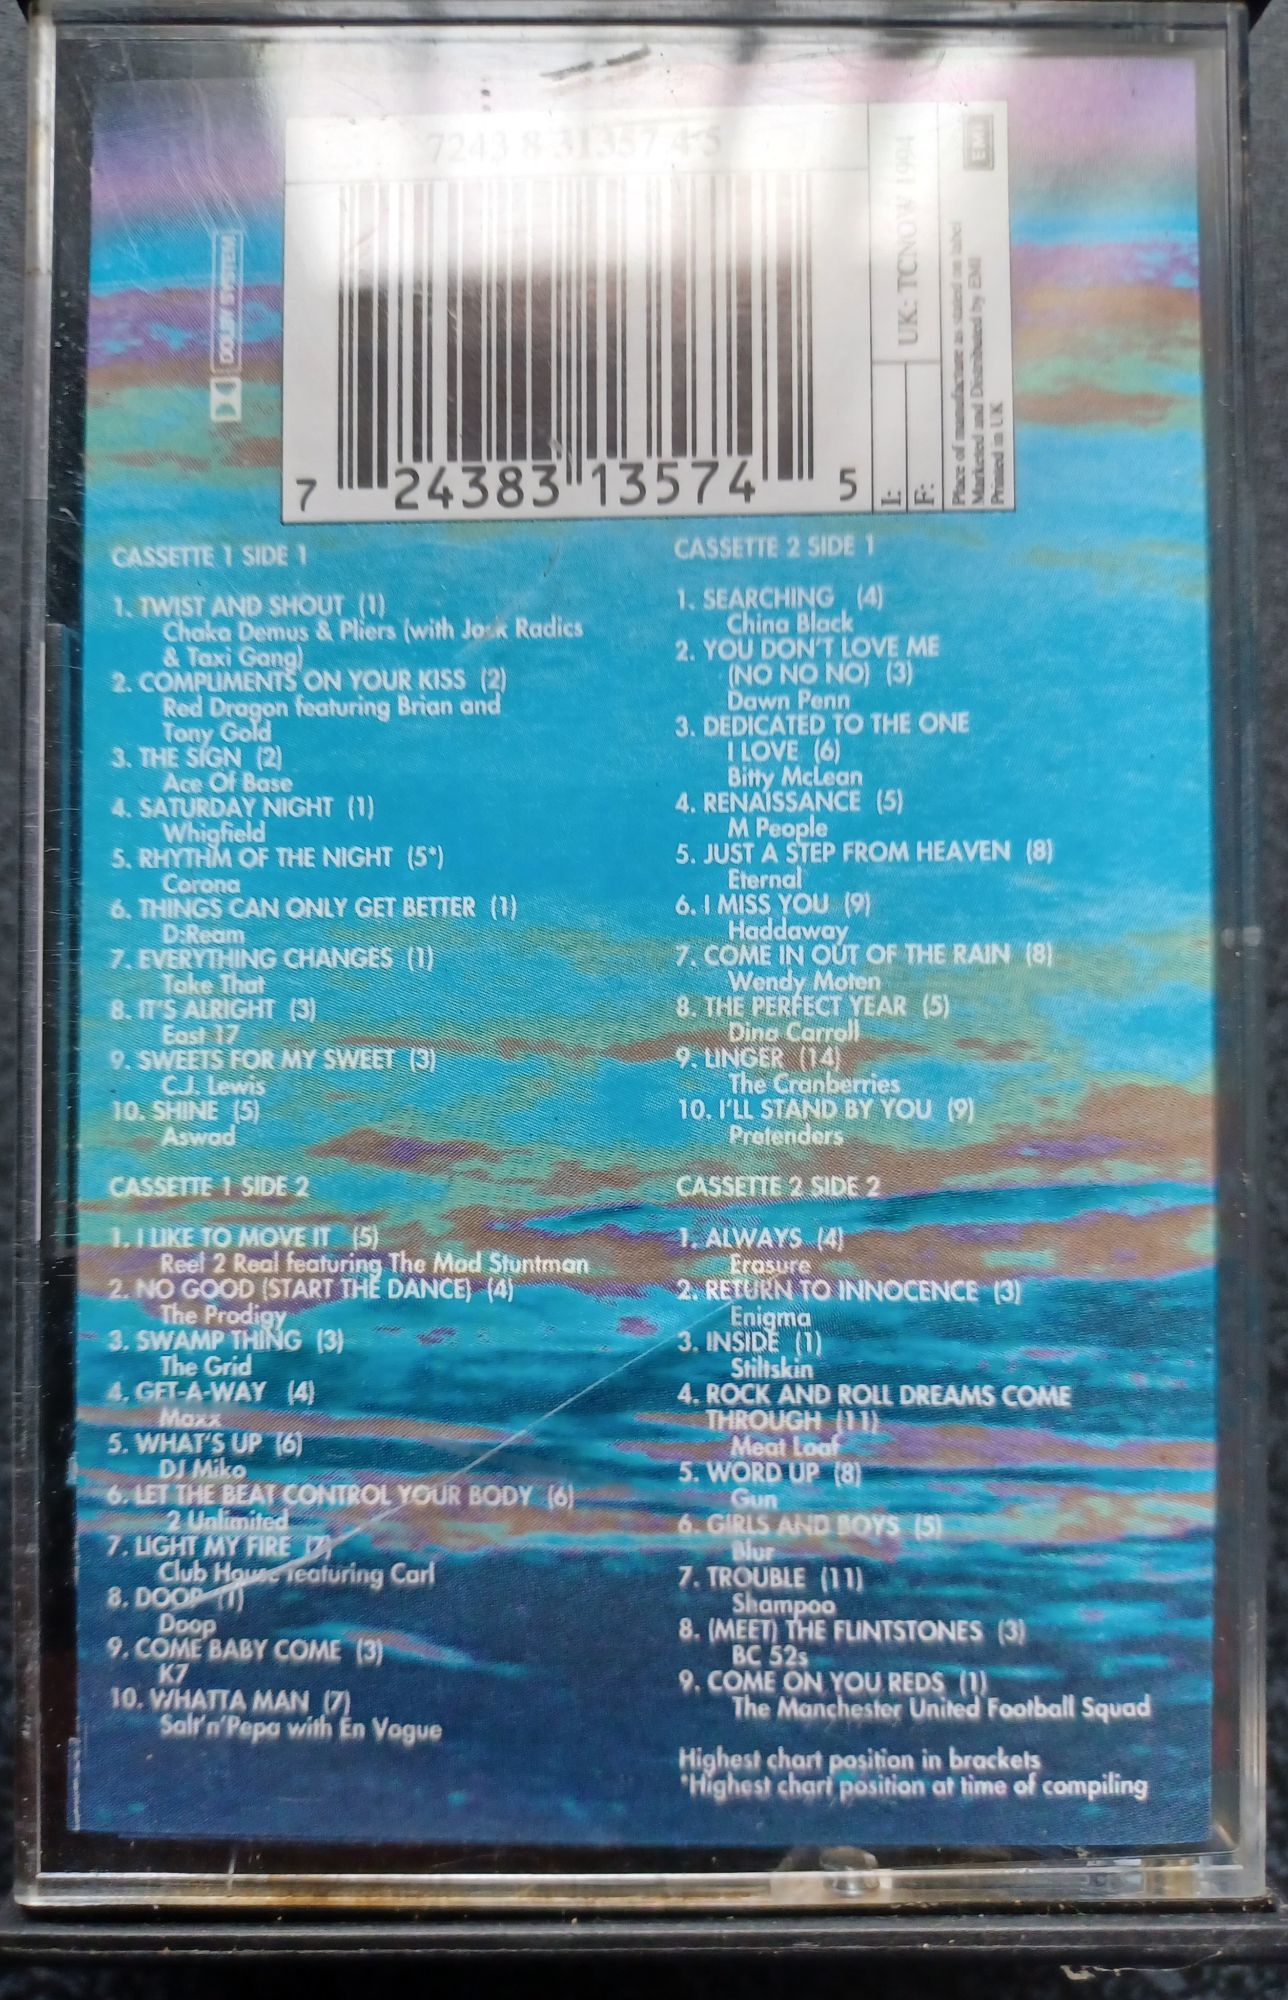 7243 8 31357 4 5
UK: TCNOW 1994
EMI
I:
F:
Place of manufacture as stated on label
Marketed and Distributed by EMI
Printed in UK
DOLBY SYSTEM
7 24383 13574 5
CASSETTE 1 SIDE 1
1. TWIST AND SHOUT (1)
Chaka Demus & Pliers (with Jack Radics
& Taxi Gang)
2. COMPLIMENTS ON YOUR KISS (2)
Red Dragon featuring Brian and
Tony Gold
3. THE SIGN (2)
Ace Of Base
4. SATURDAY NIGHT (1)
Whigfield
5. RHYTHM OF THE NIGHT (5*)
Corona
6. THINGS CAN ONLY GET BETTER (1)
D:Ream
7. EVERYTHING CHANGES (1)
Take That
8. IT'S ALRIGHT (3)
East 17
9. SWEETS FOR MY SWEET (3)
C.J. Lewis
10. SHINE (5)
Aswad
CASSETTE 1 SIDE 2
1. I LIKE TO MOVE IT (5)
Reel 2 Real featuring The Mad Stuntman
2. NO GOOD (START THE DANCE) (4)
The Prodigy
3. SWAMP THING (3)
The Grid
4. GET-A-WAY (4)
Maxx
5. WHAT'S UP (6)
DJ Miko
6. LET THE BEAT CONTROL YOUR BODY (6)
2 Unlimited
7. LIGHT MY FIRE (7)
Club House featuring Carl
8. DOOP (1)
Doop
9. COME BABY COME (3)
K7
10. WHATTA MAN (7)
Salt'n'Pepa with En Vogue
CASSETTE 2 SIDE 1
1. SEARCHING (4)
China Black
2. YOU DON'T LOVE ME
(NO NO NO) (3)
Dawn Penn
3. DEDICATED TO THE ONE
I LOVE (6)
Bitty McLean
4. RENAISSANCE (5)
M People
5. JUST A STEP FROM HEAVEN (8)
Eternal
6. I MISS YOU (9)
Haddaway
7. COME IN OUT OF THE RAIN (8)
Wendy Moten
8. THE PERFECT YEAR (5)
Dina Carroll
9. LINGER (14)
The Cranberries
10. I'LL STAND BY YOU (9)
Pretenders
CASSETTE 2 SIDE 2
1. ALWAYS (4)
Erasure
2. RETURN TO INNOCENCE (3)
Enigma
3. INSIDE (1)
Stiltskin
4. ROCK AND ROLL DREAMS COME
THROUGH (11)
Meat Loaf
5. WORD UP (8)
Gun
6. GIRLS AND BOYS (5)
Blur
7. TROUBLE (11)
Shampoo
8. (MEET) THE FLINTSTONES (3)
BC 52s
9. COME ON YOU REDS (1)
The Manchester United Football Squad
Highest chart position in brackets
*Highest chart position at time of compiling